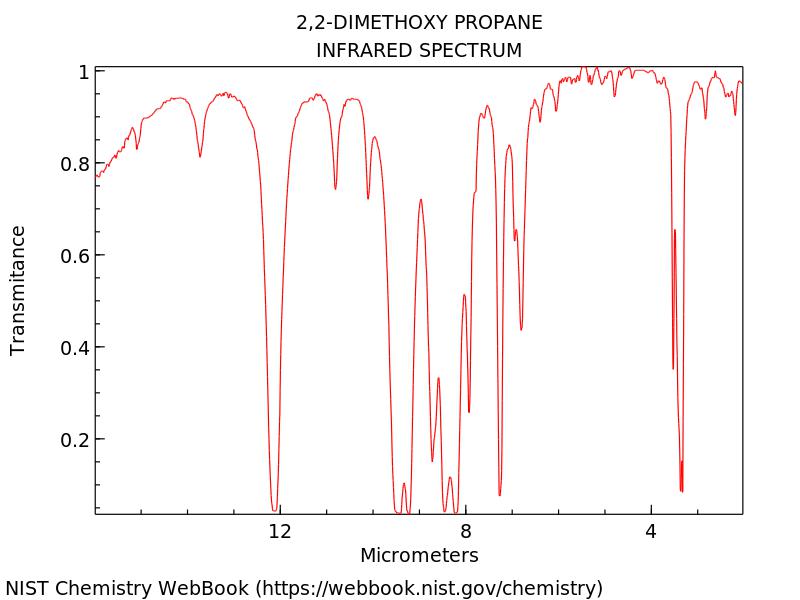 2,2-DIMETHOXY PROPANE
INFRARED SPECTRUM
1
0.8
0.6
0.4
0.2
Transmitance
12
8
4
Micrometers
NIST Chemistry WebBook (https://webbook.nist.gov/chemistry)